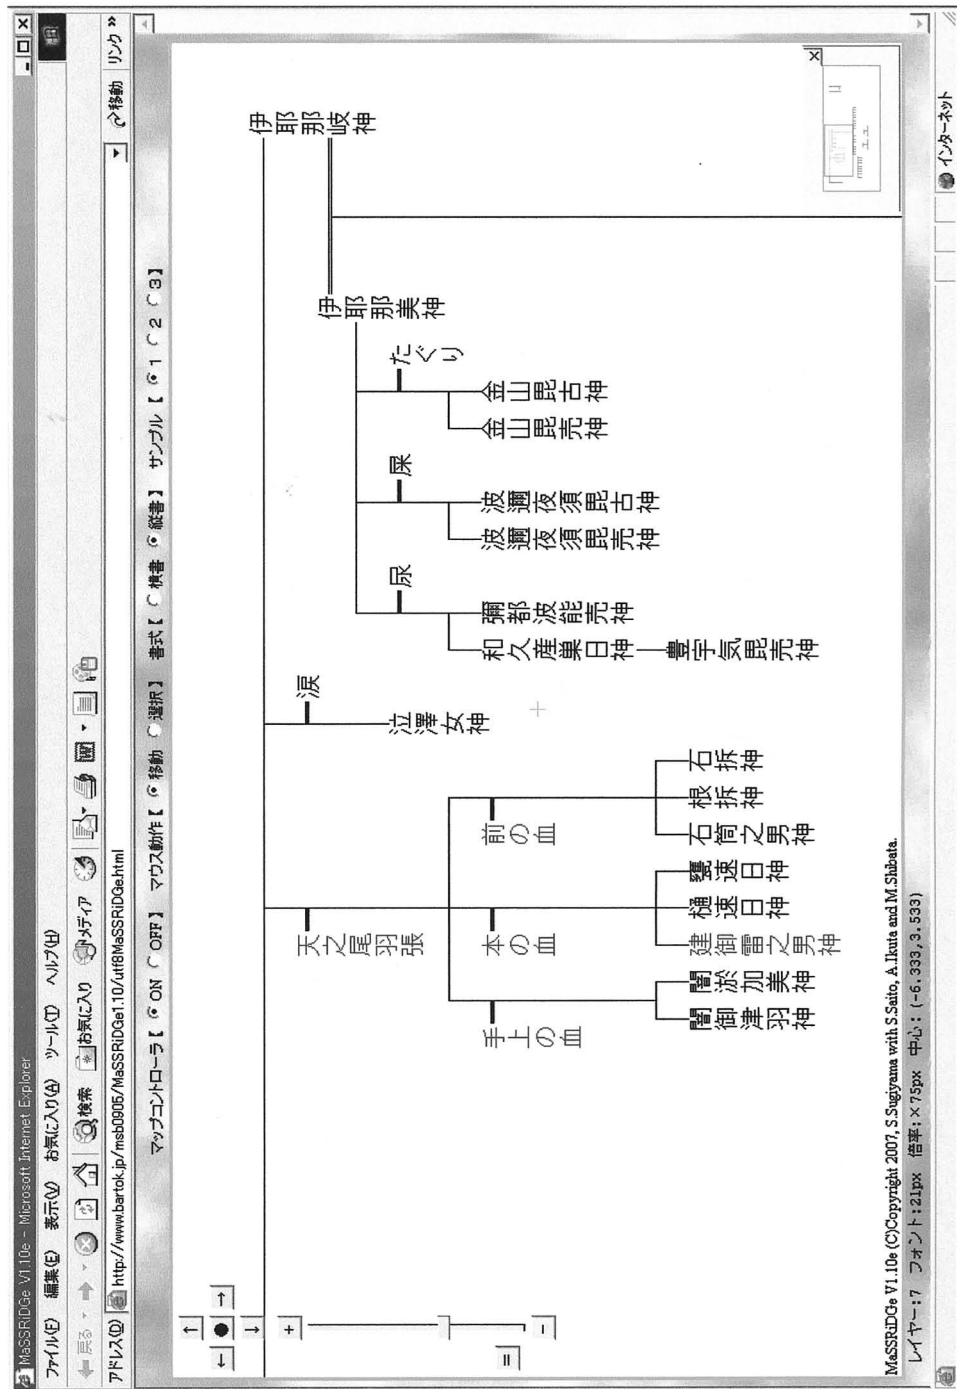 MaSSRiDGe V1.10e - Microsoft Internet Explorer
ファイル(F) 編集(E) 表示(V) お気に入り(A) ツール(T) ヘルプ(H)
戻る 検索 お気に入り メディア
アドレス(D) http://www.bartok.jp/msb0905/MaSSRiDGe1.10/utf8MaSSRiDGe.html 移動 リンク
マップコントローラ【 ON OFF】 マウス動作【 移動 選択】 書式【 横書 縦書】 サンプル【 1 2 3】
伊耶那岐神
伊耶那美神
たぐり
金山毘古神
金山毘売神
屎
波邇夜須毘古神
波邇夜須毘売神
尿
彌都波能売神
和久産巣日神
豊宇気毘売神
涙
泣澤女神
天之尾羽張
前の血
石拆神
根拆神
石筒之男神
本の血
甕速日神
樋速日神
建御雷之男神
手上の血
闇淤加美神
闇御津羽神
MaSSRiDGe V1.10e (C)Copyright 2007, S.Sugiyama with S.Saito, A.Ikuta and M.Shibata.
レイヤー:7 フォント:21px 倍率:×75px 中心:(-6.333,3.533)
インターネット